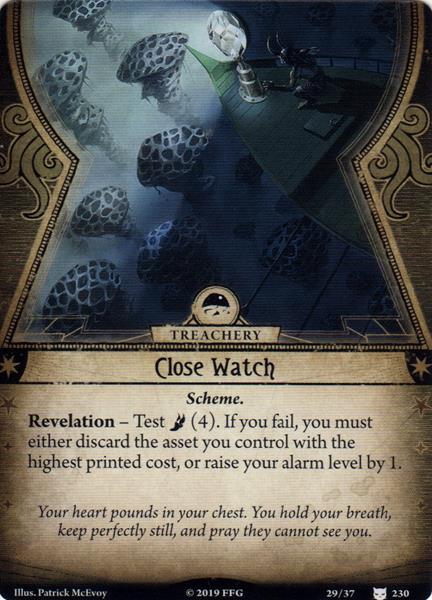 TREACHERY
Close Watch
Scheme.
Revelation – Test (4). If you fail, you must
either discard the asset you control with the
highest printed cost, or raise your alarm level by 1.
Your heart pounds in your chest. You hold your breath,
keep perfectly still, and pray they cannot see you.
Illus. Patrick McEvoy © 2019 FFG 29/37 230